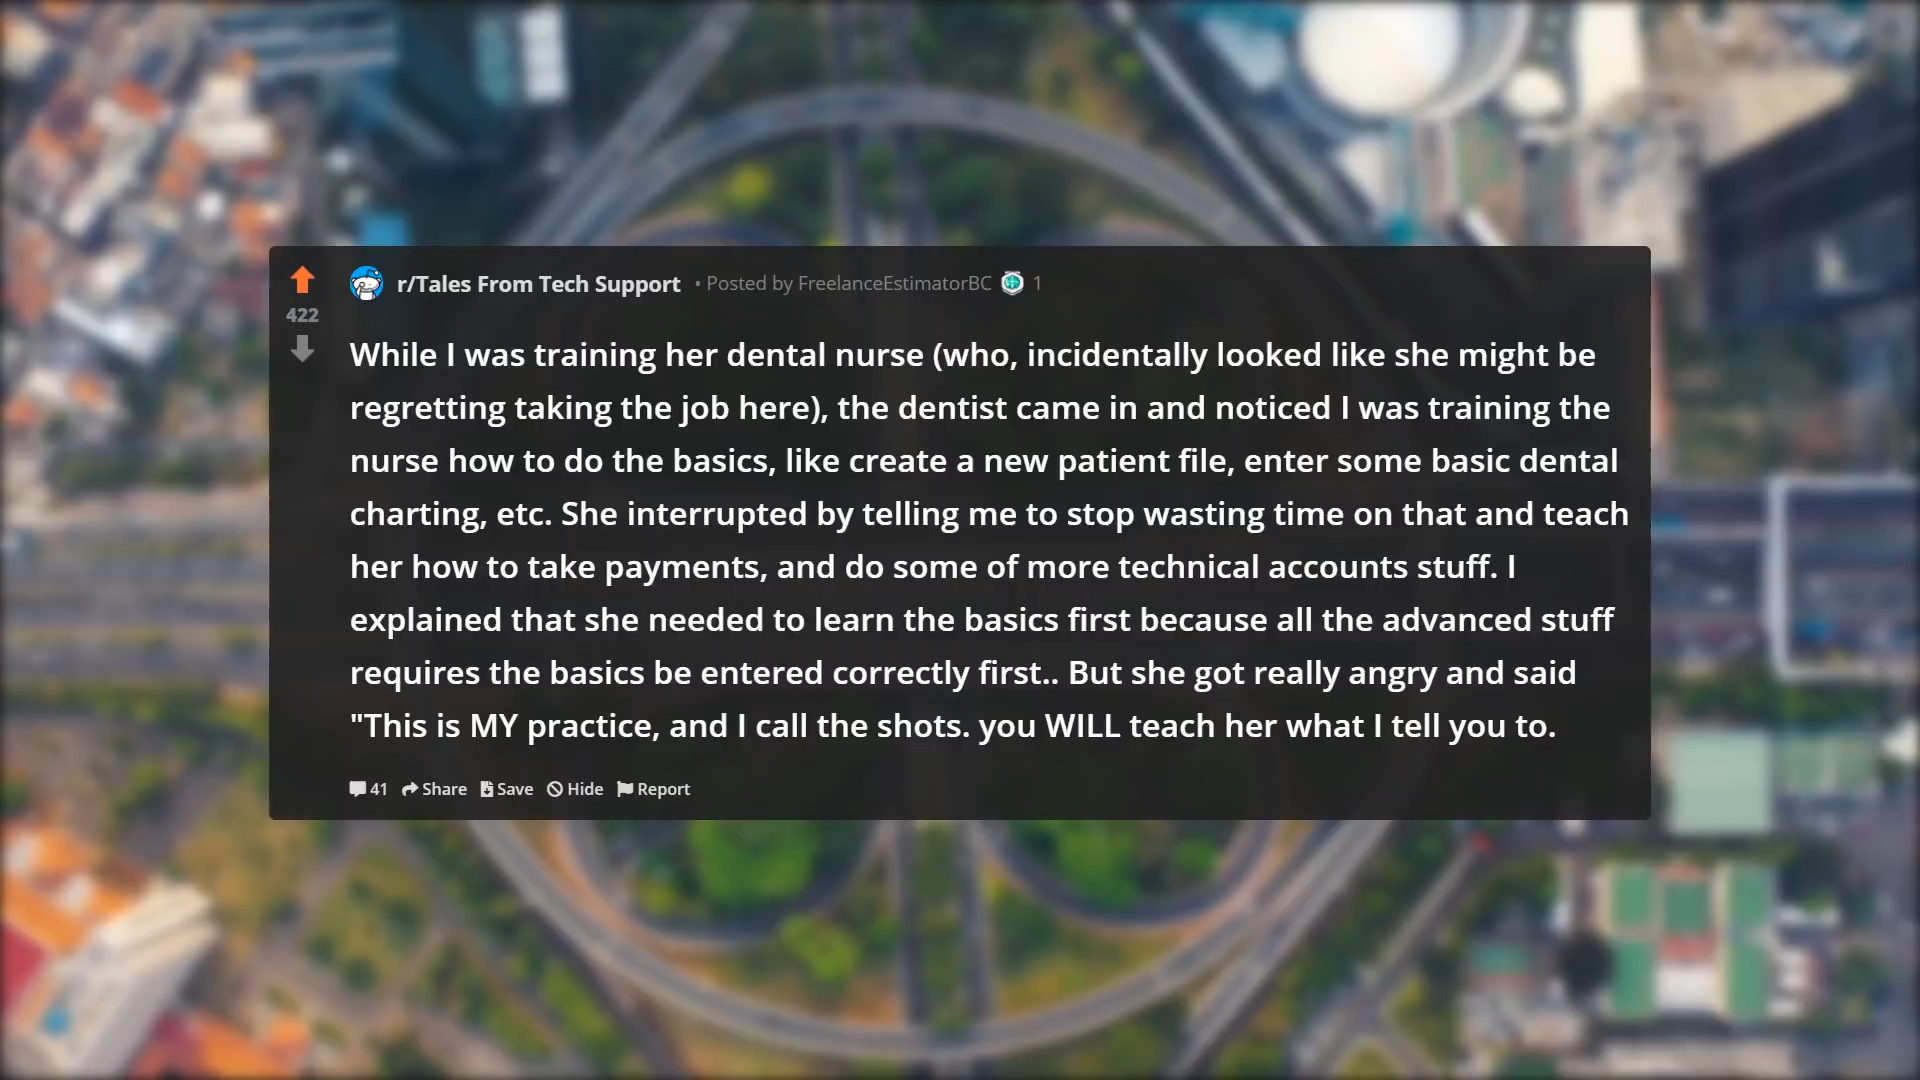 r/Tales From Tech Support • Posted by FreelanceEstimatorBC 1
422
While I was training her dental nurse (who, incidentally looked like she might be
regretting taking the job here), the dentist came in and noticed I was training the
nurse how to do the basics, like create a new patient file, enter some basic dental
charting, etc. She interrupted by telling me to stop wasting time on that and teach
her how to take payments, and do some of more technical accounts stuff. I
explained that she needed to learn the basics first because all the advanced stuff
requires the basics be entered correctly first.. But she got really angry and said
"This is MY practice, and I call the shots. you WILL teach her what I tell you to.
41 Share Save Hide Report